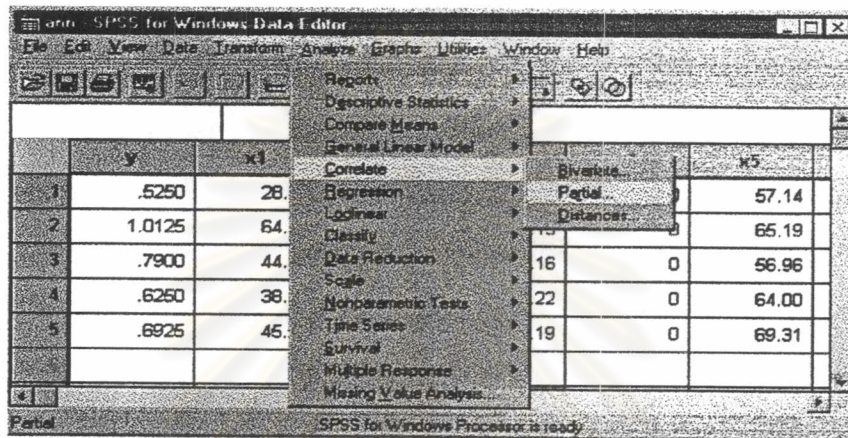 ann - SPSS for Windows Data Editor
File Edit View Data Transform Analyze Graphs Utilities Window Help
Reports
Descriptive Statistics
Compare Means
General Linear Model
Correlate
Regression
Loglinear
Classify
Data Reduction
Scale
Nonparametric Tests
Time Series
Survival
Multiple Response
Missing Value Analysis...
Bivariate...
Partial...
Distances...
y x1 x5
1 .5250 28. 57.14
2 1.0125 64. 65.19
3 .7900 44. .16 0 56.96
4 .6250 38. .22 0 64.00
5 .6925 45. .19 0 69.31
Partial SPSS for Windows Processor is ready